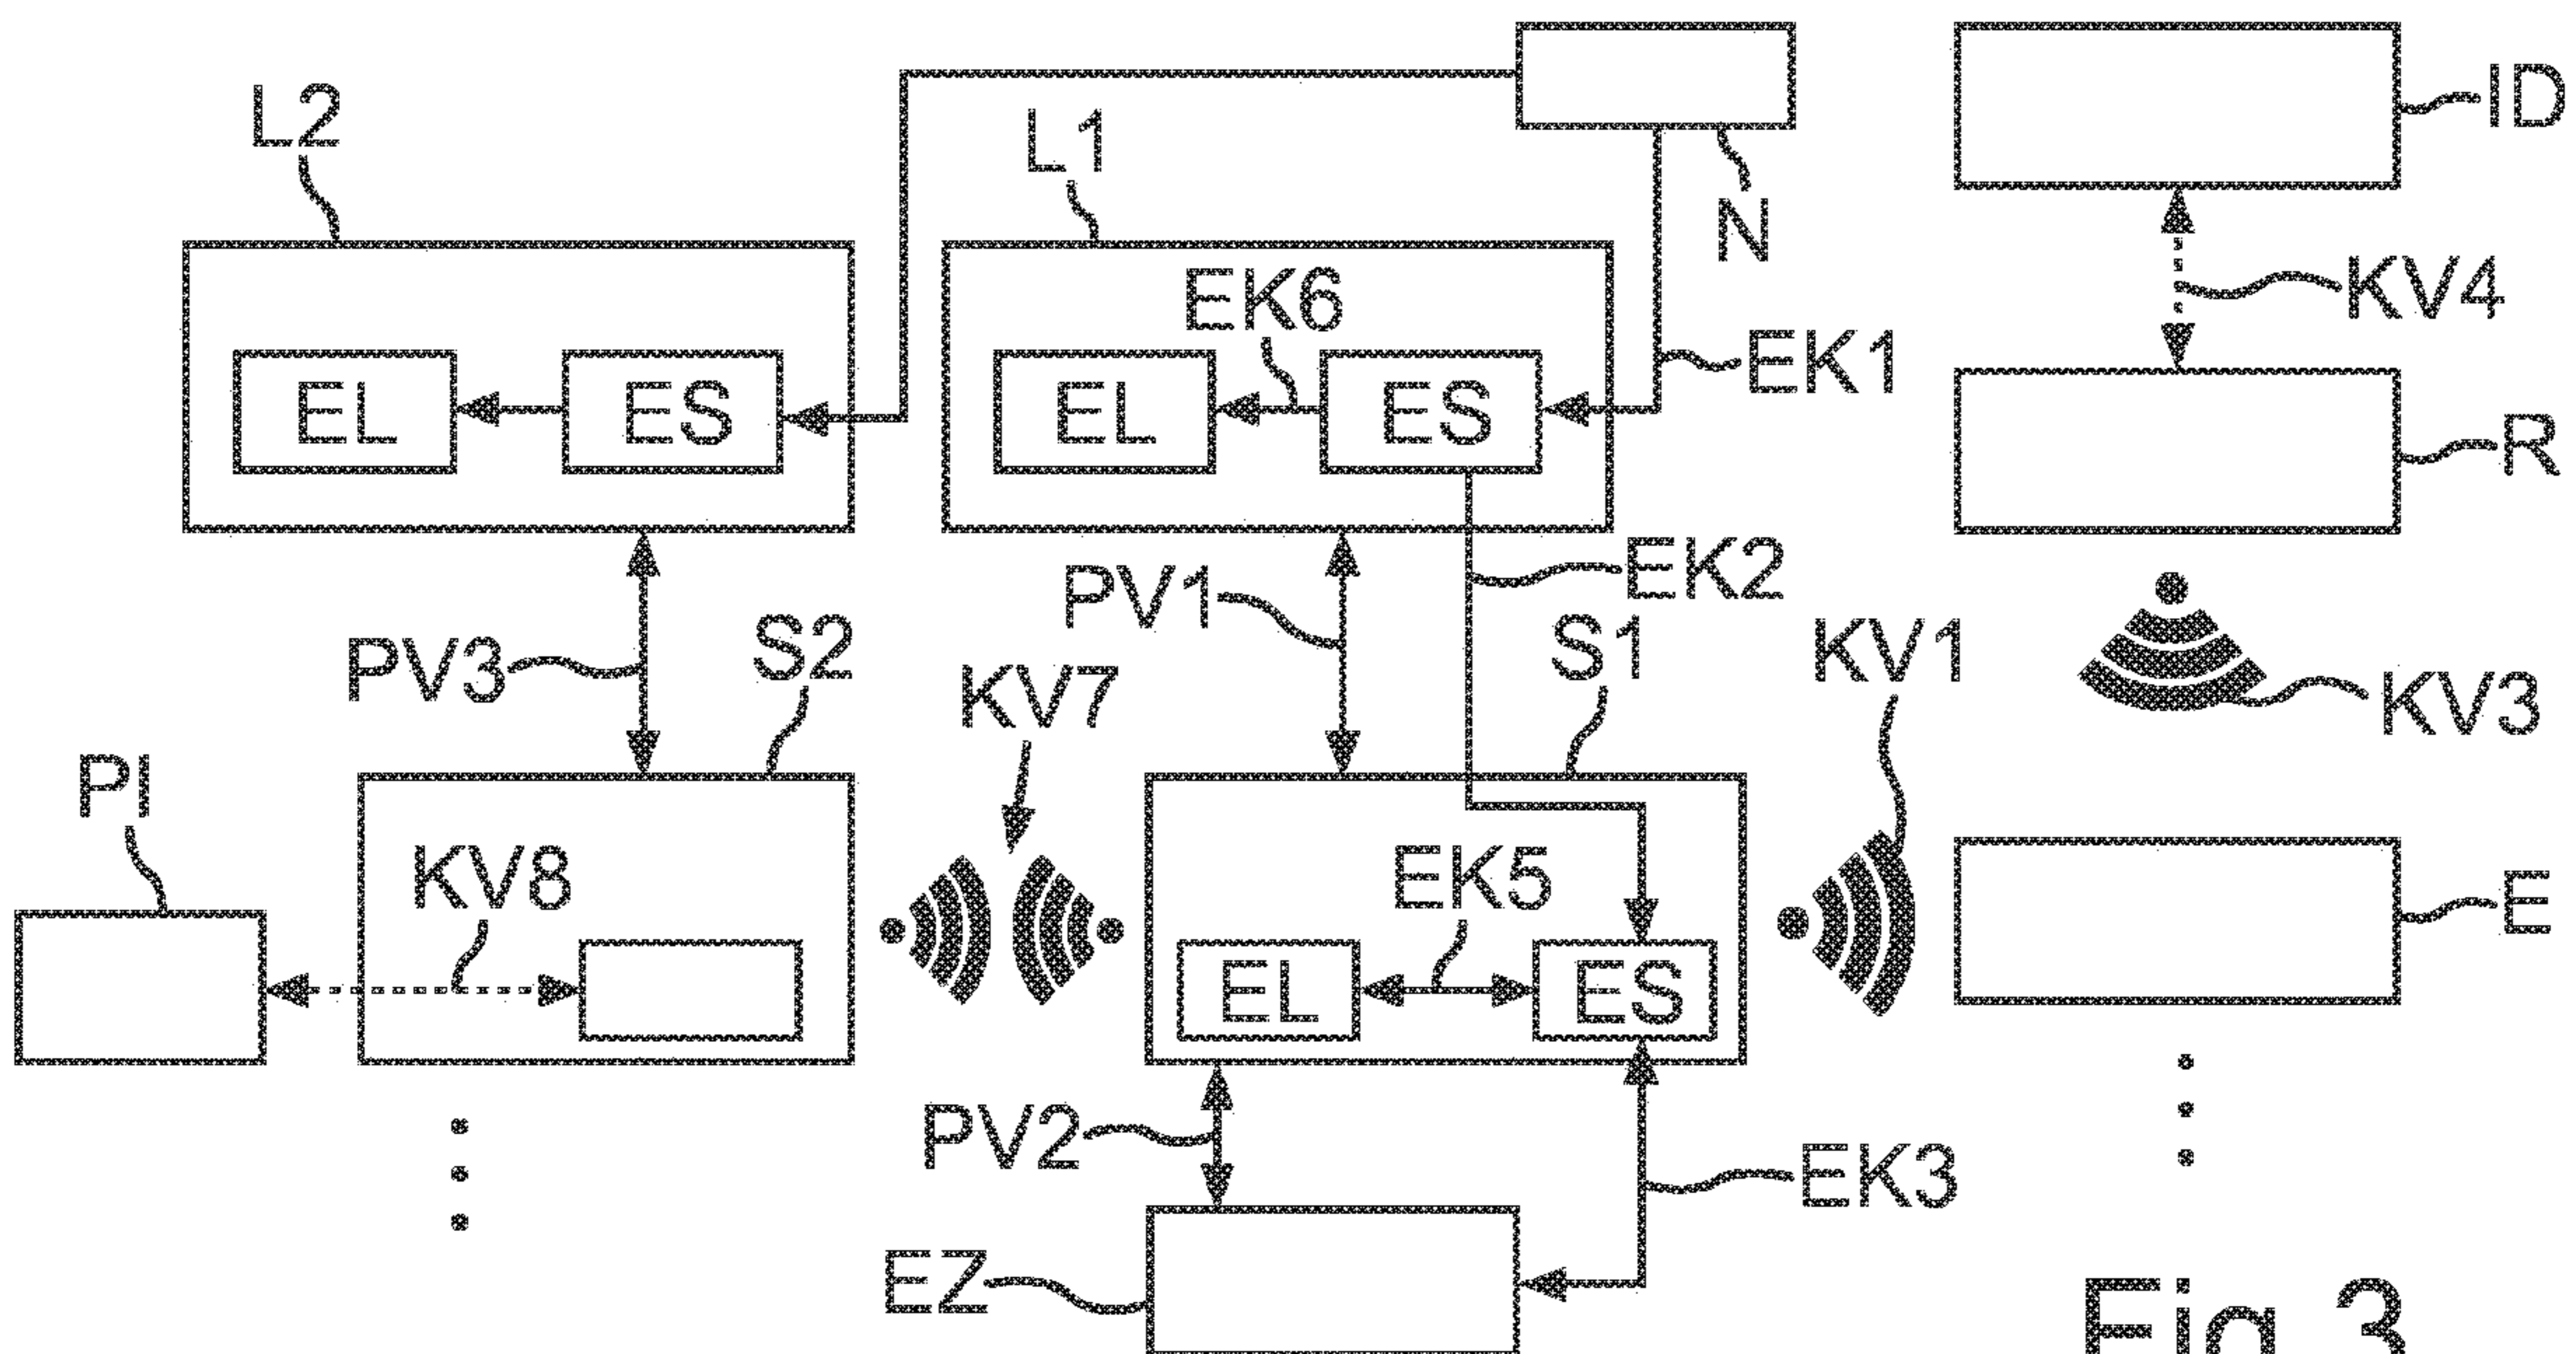 L2
L1
N
ID
EK6
KV4
EK1
EL
ES
EL
ES
R
PV1
EK2
PV3
S2
KV7
S1
KV1
KV3
PI
KV8
EK5
E
EL
ES
PV2
EK3
EZ
Fig.3